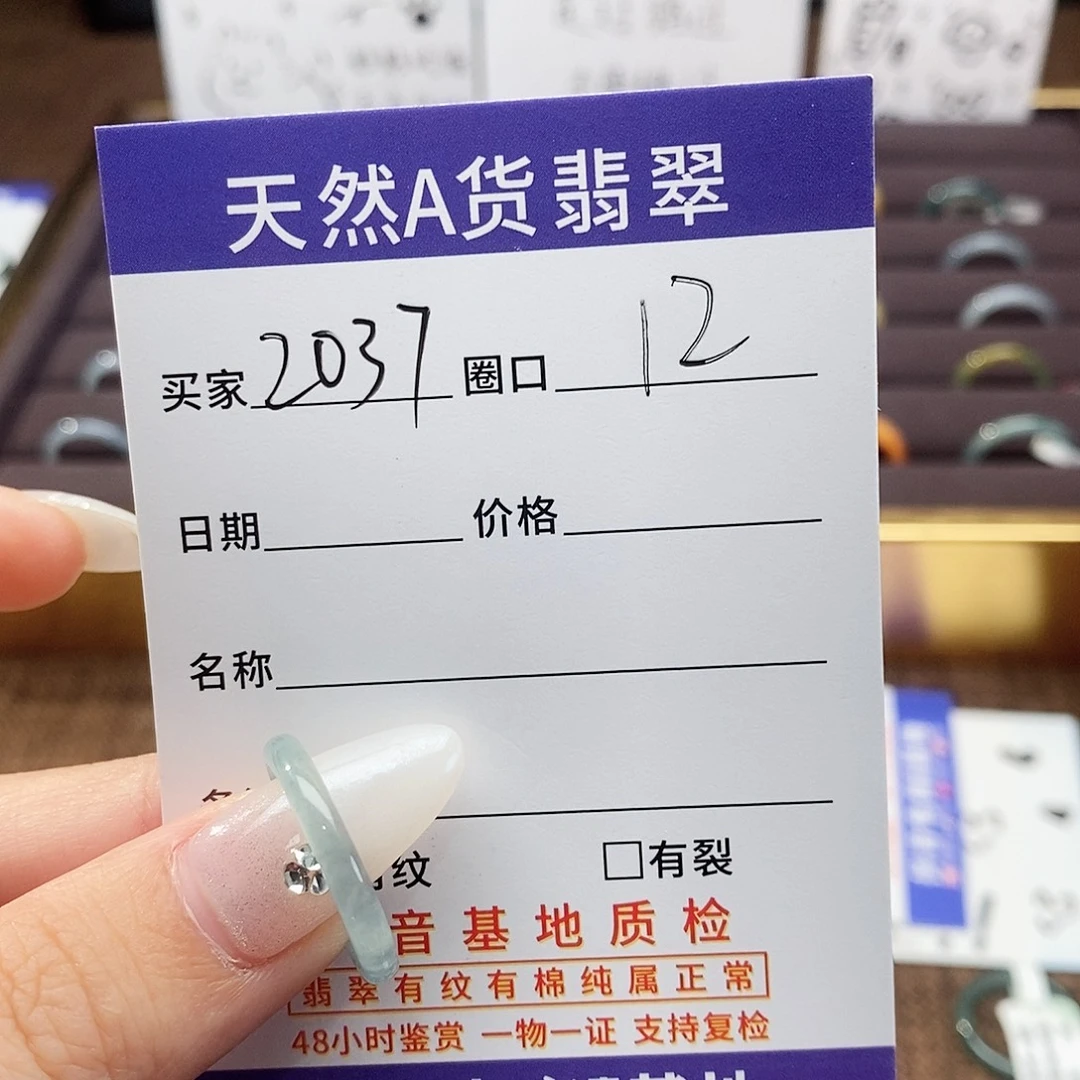 天然A货翡翠
买家 2037 圈口 12
日期 价格
名称
纹 □有裂
音基地质检
翡翠有纹有棉纯属正常
48小时鉴赏 一物一证 支持复检